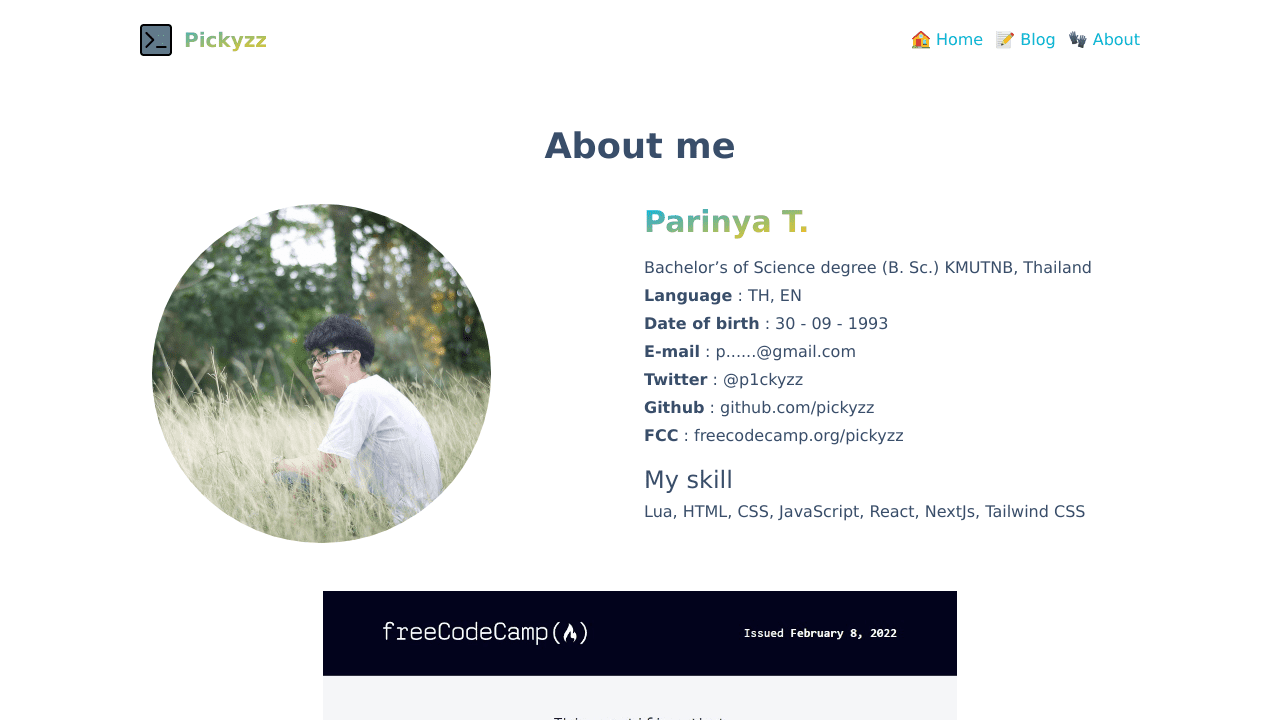 Pickyzz
Home
Blog
About
About me
Parinya T.
Bachelor’s of Science degree (B. Sc.) KMUTNB, Thailand
Language : TH, EN
Date of birth : 30 - 09 - 1993
E-mail : p......@gmail.com
Twitter : @p1ckyzz
Github : github.com/pickyzz
FCC : freecodecamp.org/pickyzz
My skill
Lua, HTML, CSS, JavaScript, React, NextJs, Tailwind CSS
freeCodeCamp
Issued February 8, 2022